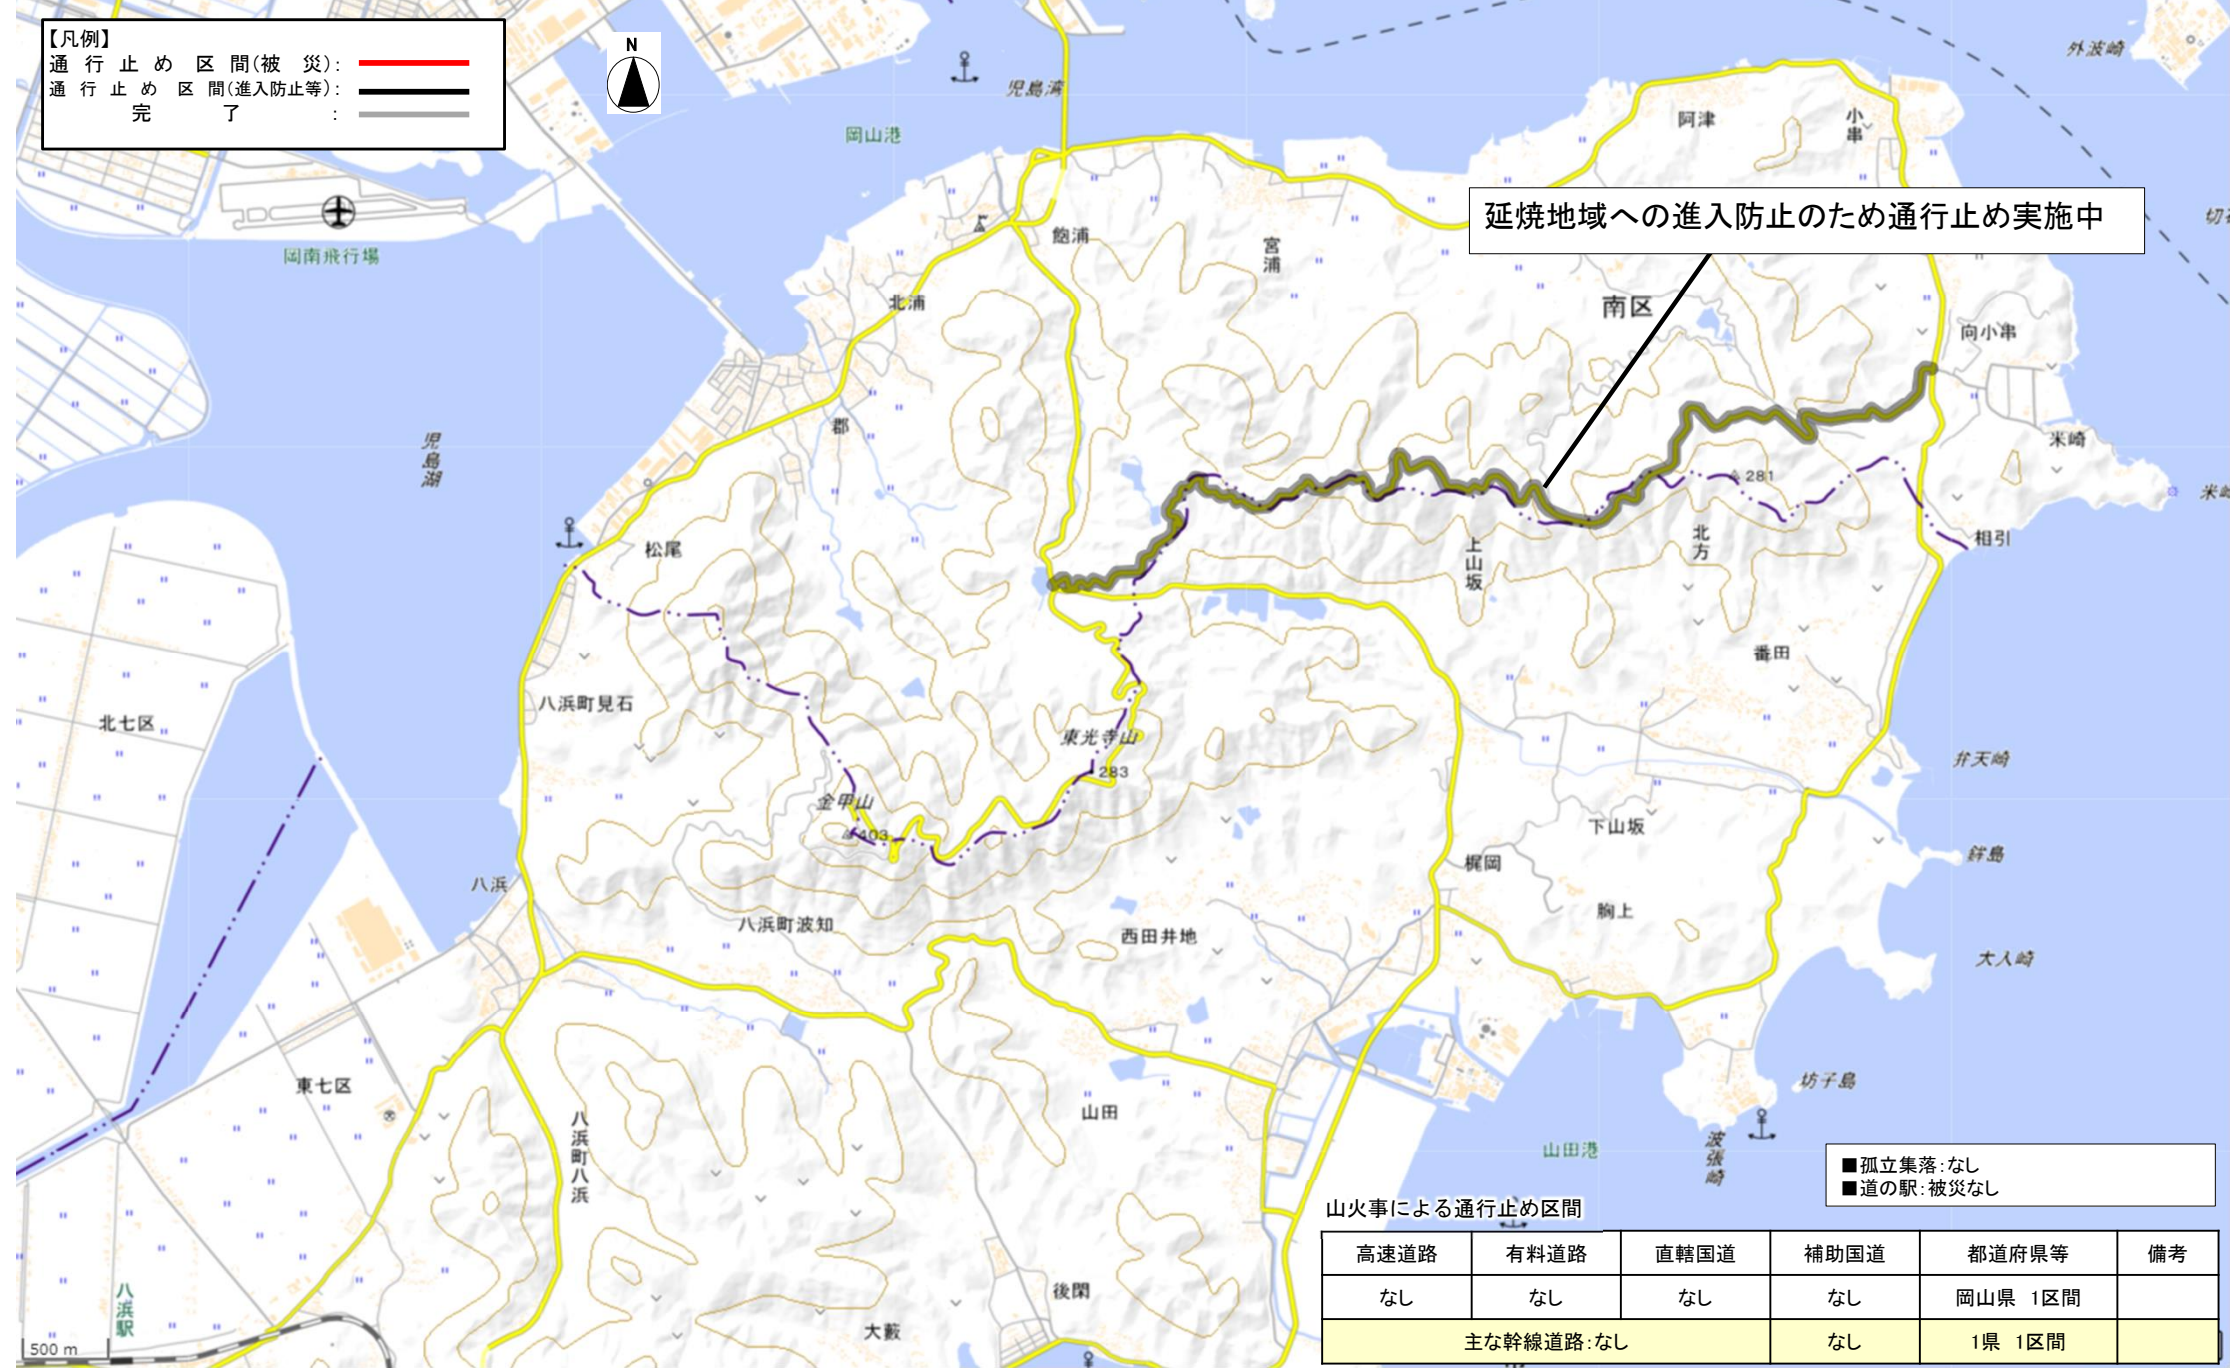 【凡例】
通行止め区間(被災):
通行止め区間(進入防止等):
完了:
N
外波崎
児島湾
岡山港
阿津
小串
延焼地域への進入防止のため通行止め実施中
岡南飛行場
飽浦
宮浦
北浦
南区
向小串
郡
児島湖
米崎
281
北方
相引
松尾
上山坂
番田
八浜町見石
北七区
東光寺山
283
弁天崎
金甲山
403
下山坂
鉾島
梶岡
八浜
胸上
八浜町波知
西田井地
大人崎
東七区
坊子島
山田
八浜町八浜
山田港
波張崎
■孤立集落:なし
■道の駅:被災なし
山火事による通行止め区間
高速道路 有料道路 直轄国道 補助国道 都道府県等 備考
なし なし なし なし 岡山県 1区間
主な幹線道路:なし なし 1県 1区間
後閑
八浜駅
大藪
500 m